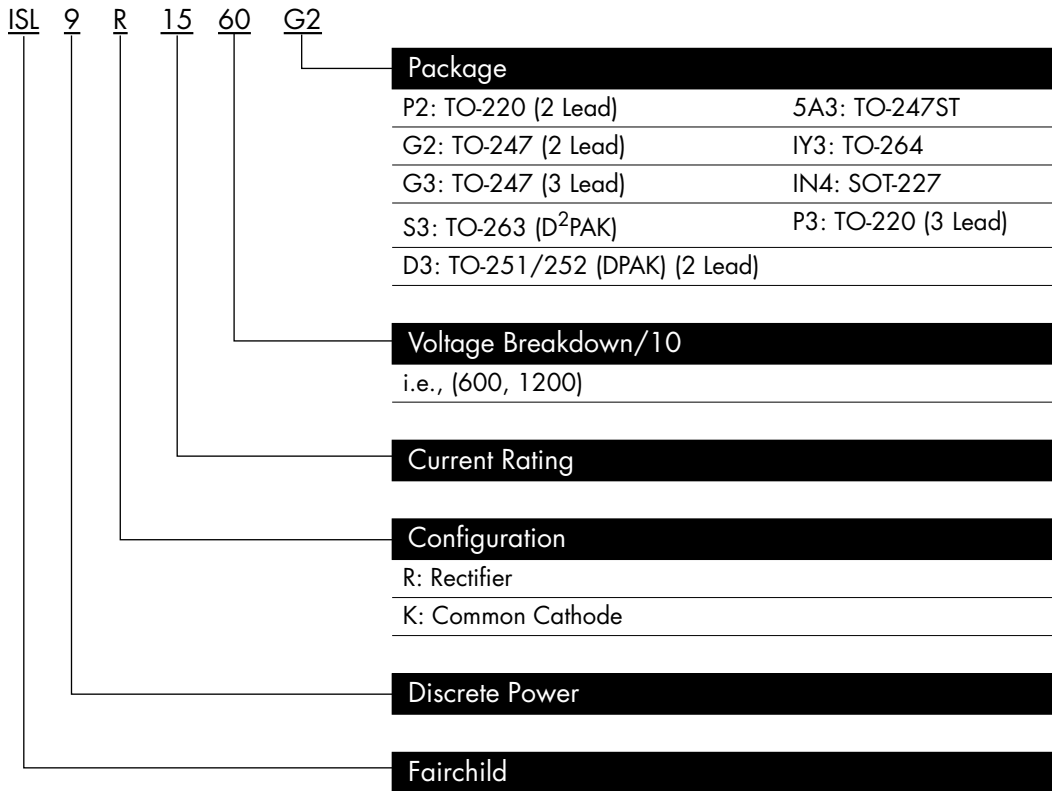 ISL 9 R 15 60 G2
Package
P2: TO-220 (2 Lead) 5A3: TO-247ST
G2: TO-247 (2 Lead) IY3: TO-264
G3: TO-247 (3 Lead) IN4: SOT-227
S3: TO-263 (D²PAK) P3: TO-220 (3 Lead)
D3: TO-251/252 (DPAK) (2 Lead)
Voltage Breakdown/10
i.e., (600, 1200)
Current Rating
Configuration
R: Rectifier
K: Common Cathode
Discrete Power
Fairchild